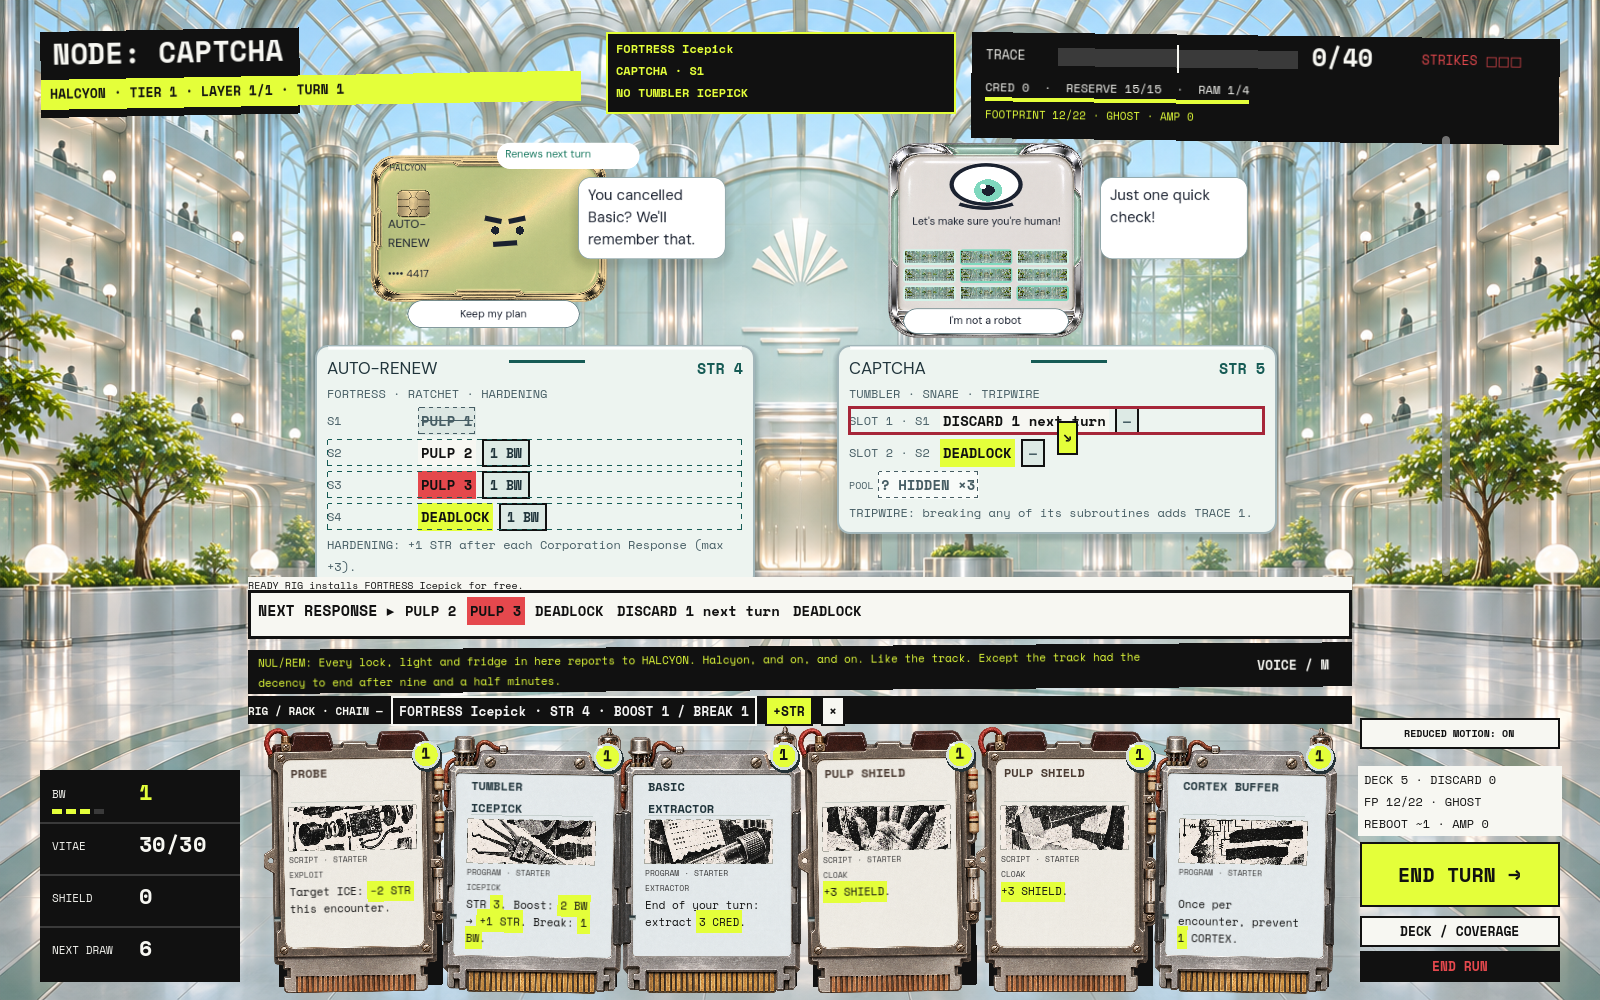 NODE: CAPTCHA
HALCYON · TIER 1 · LAYER 1/1 · TURN 1
FORTRESS Icepick
CAPTCHA · S1
NO TUMBLER ICEPICK
TRACE 0/40 STRIKES □□□
CRED 0 · RESERVE 15/15 · RAM 1/4
FOOTPRINT 12/22 · GHOST · AMP 0
HALCYON
Renews next turn
AUTO-
RENEW
•••• 4417
Keep my plan
You cancelled
Basic? We'll
remember that.
Let's make sure you're human!
I'm not a robot
Just one quick
check!
AUTO-RENEW STR 4
FORTRESS · RATCHET · HARDENING
S1 PULP 1
S2 PULP 2 1 BW
S3 PULP 3 1 BW
S4 DEADLOCK 1 BW
HARDENING: +1 STR after each Corporation Response (max
+3).
CAPTCHA STR 5
TUMBLER · SNARE · TRIPWIRE
SLOT 1 · S1 DISCARD 1 next turn —
SLOT 2 · S2 DEADLOCK — ↘
POOL ? HIDDEN ×3
TRIPWIRE: breaking any of its subroutines adds TRACE 1.
READY RIG installs FORTRESS Icepick for free.
NEXT RESPONSE ▸ PULP 2 PULP 3 DEADLOCK DISCARD 1 next turn DEADLOCK
NUL/REM: Every lock, light and fridge in here reports to HALCYON. Halcyon, and on, and on. Like the track. Except the track had the
decency to end after nine and a half minutes.
VOICE / M
RIG / RACK · CHAIN — FORTRESS Icepick · STR 4 · BOOST 1 / BREAK 1 +STR ×
BW 1
VITAE 30/30
SHIELD 0
NEXT DRAW 6
1
PROBE
SCRIPT · STARTER
EXPLOIT
Target ICE: -2 STR
this encounter.
1
TUMBLER
ICEPICK
PROGRAM · STARTER
ICEPICK
STR 3. Boost: 2 BW
→ +1 STR. Break: 1
BW.
1
BASIC
EXTRACTOR
PROGRAM · STARTER
EXTRACTOR
End of your turn:
extract 3 CRED.
1
PULP SHIELD
SCRIPT · STARTER
CLOAK
+3 SHIELD.
1
PULP SHIELD
SCRIPT · STARTER
CLOAK
+3 SHIELD.
1
CORTEX BUFFER
PROGRAM · STARTER
Once per
encounter, prevent
1 CORTEX.
REDUCED MOTION: ON
DECK 5 · DISCARD 0
FP 12/22 · GHOST
REBOOT ~1 · AMP 0
END TURN →
DECK / COVERAGE
END RUN